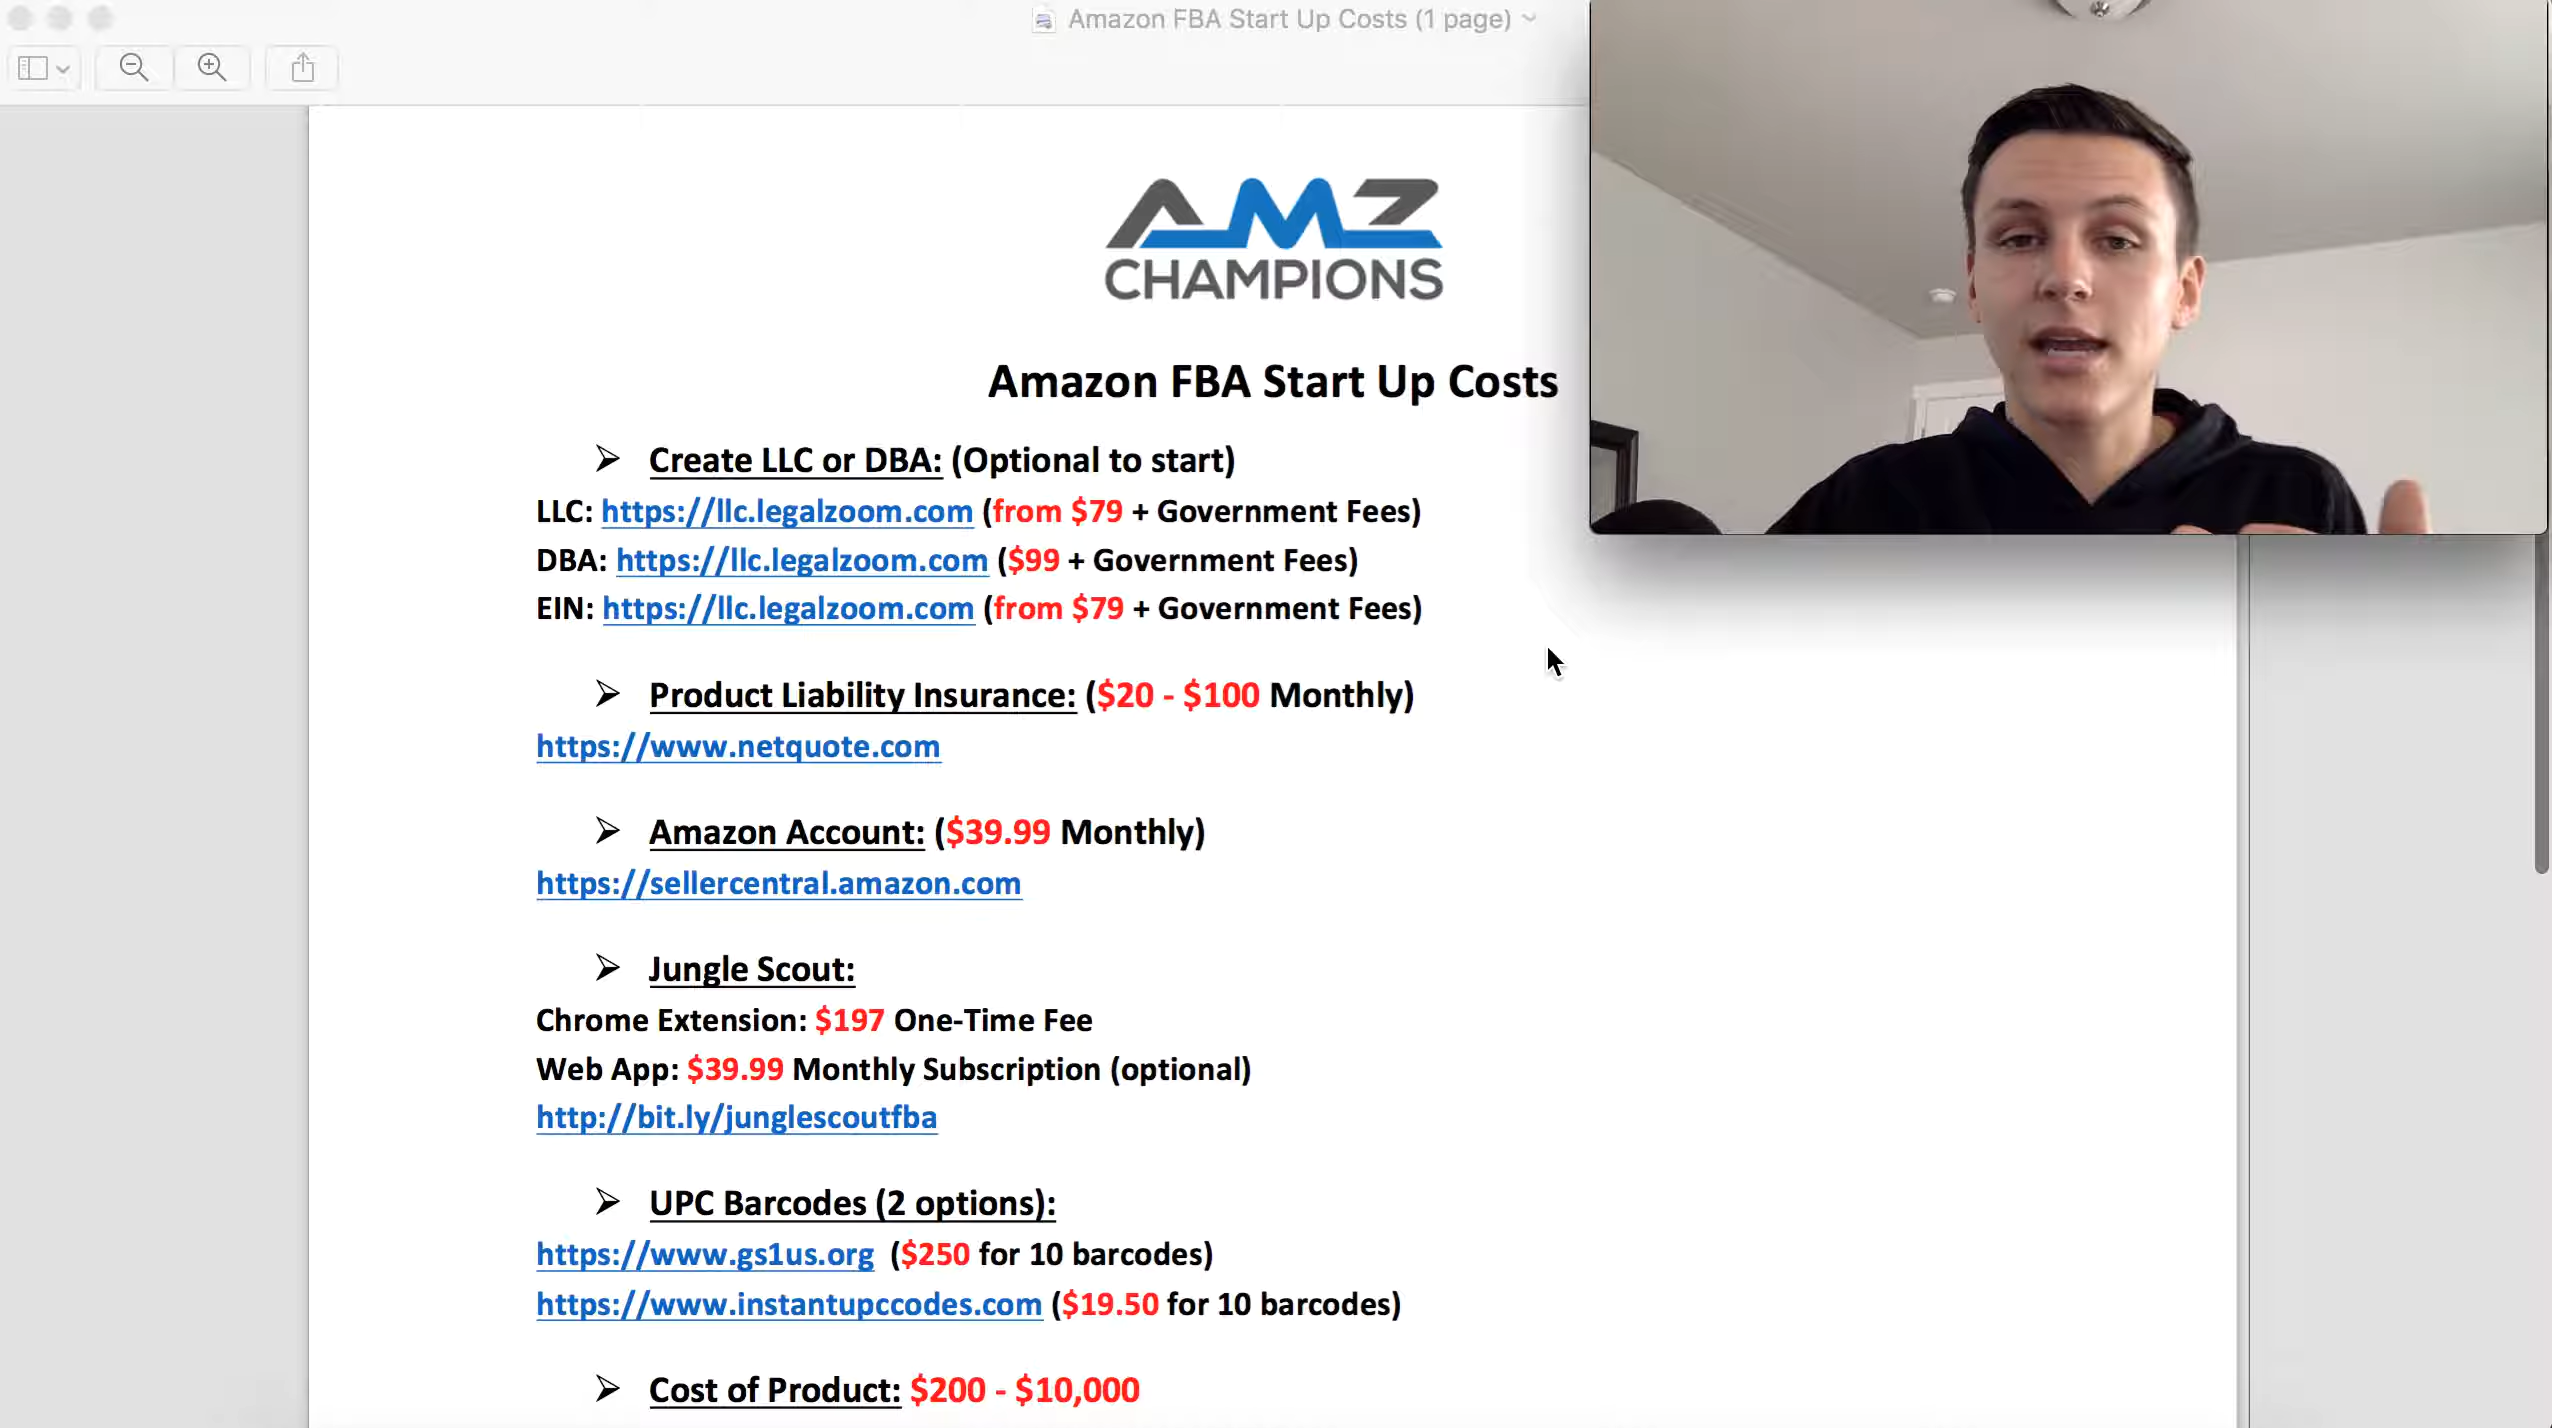 Amazon FBA Start Up Costs (1 page)
AMZ
CHAMPIONS
Amazon FBA Start Up Costs
➢ Create LLC or DBA: (Optional to start)
LLC: https://llc.legalzoom.com (from $79 + Government Fees)
DBA: https://llc.legalzoom.com ($99 + Government Fees)
EIN: https://llc.legalzoom.com (from $79 + Government Fees)
➢ Product Liability Insurance: ($20 - $100 Monthly)
https://www.netquote.com
➢ Amazon Account: ($39.99 Monthly)
https://sellercentral.amazon.com
➢ Jungle Scout:
Chrome Extension: $197 One-Time Fee
Web App: $39.99 Monthly Subscription (optional)
http://bit.ly/junglescoutfba
➢ UPC Barcodes (2 options):
https://www.gs1us.org ($250 for 10 barcodes)
https://www.instantupccodes.com ($19.50 for 10 barcodes)
➢ Cost of Product: $200 - $10,000